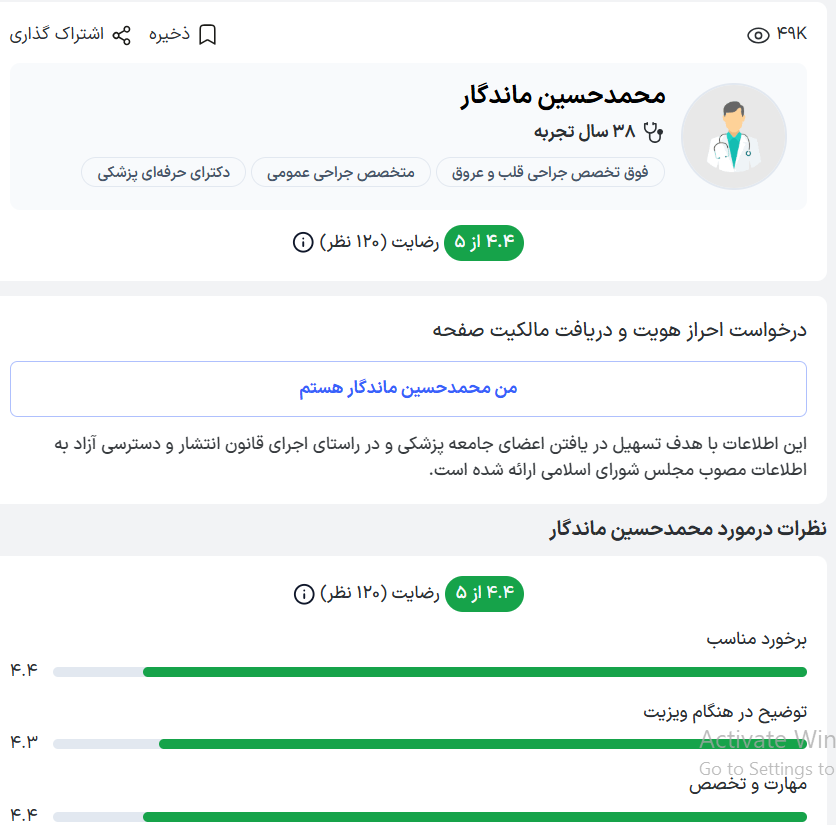 ۴۹K ذخیره اشتراک گذاری
محمدحسین ماندگار
۳۸ سال تجربه
فوق تخصص جراحی قلب و عروق متخصص جراحی عمومی دکترای حرفه‌ای پزشکی
۴.۴ از ۵ رضایت (۱۲۰ نظر)
درخواست احراز هویت و دریافت مالکیت صفحه
من محمدحسین ماندگار هستم
این اطلاعات با هدف تسهیل در یافتن اعضای جامعه پزشکی و در راستای اجرای قانون انتشار و دسترسی آزاد به
اطلاعات مصوب مجلس شورای اسلامی ارائه شده است.
نظرات درمورد محمدحسین ماندگار
۴.۴ از ۵ رضایت (۱۲۰ نظر)
برخورد مناسب
۴.۴
توضیح در هنگام ویزیت
۴.۳
Activate Win
Go to Settings to
مهارت و تخصص
۴.۴